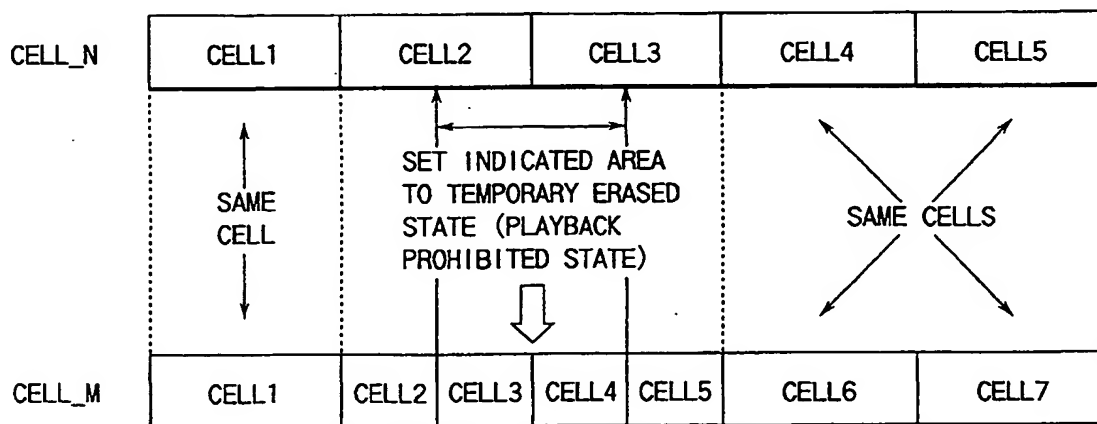 CELL_N CELL1 CELL2 CELL3 CELL4 CELL5
SET INDICATED AREA
TO TEMPORARY ERASED
STATE (PLAYBACK
PROHIBITED STATE)
SAME
CELL
SAME CELLS
CELL_M CELL1 CELL2 CELL3 CELL4 CELL5 CELL6 CELL7